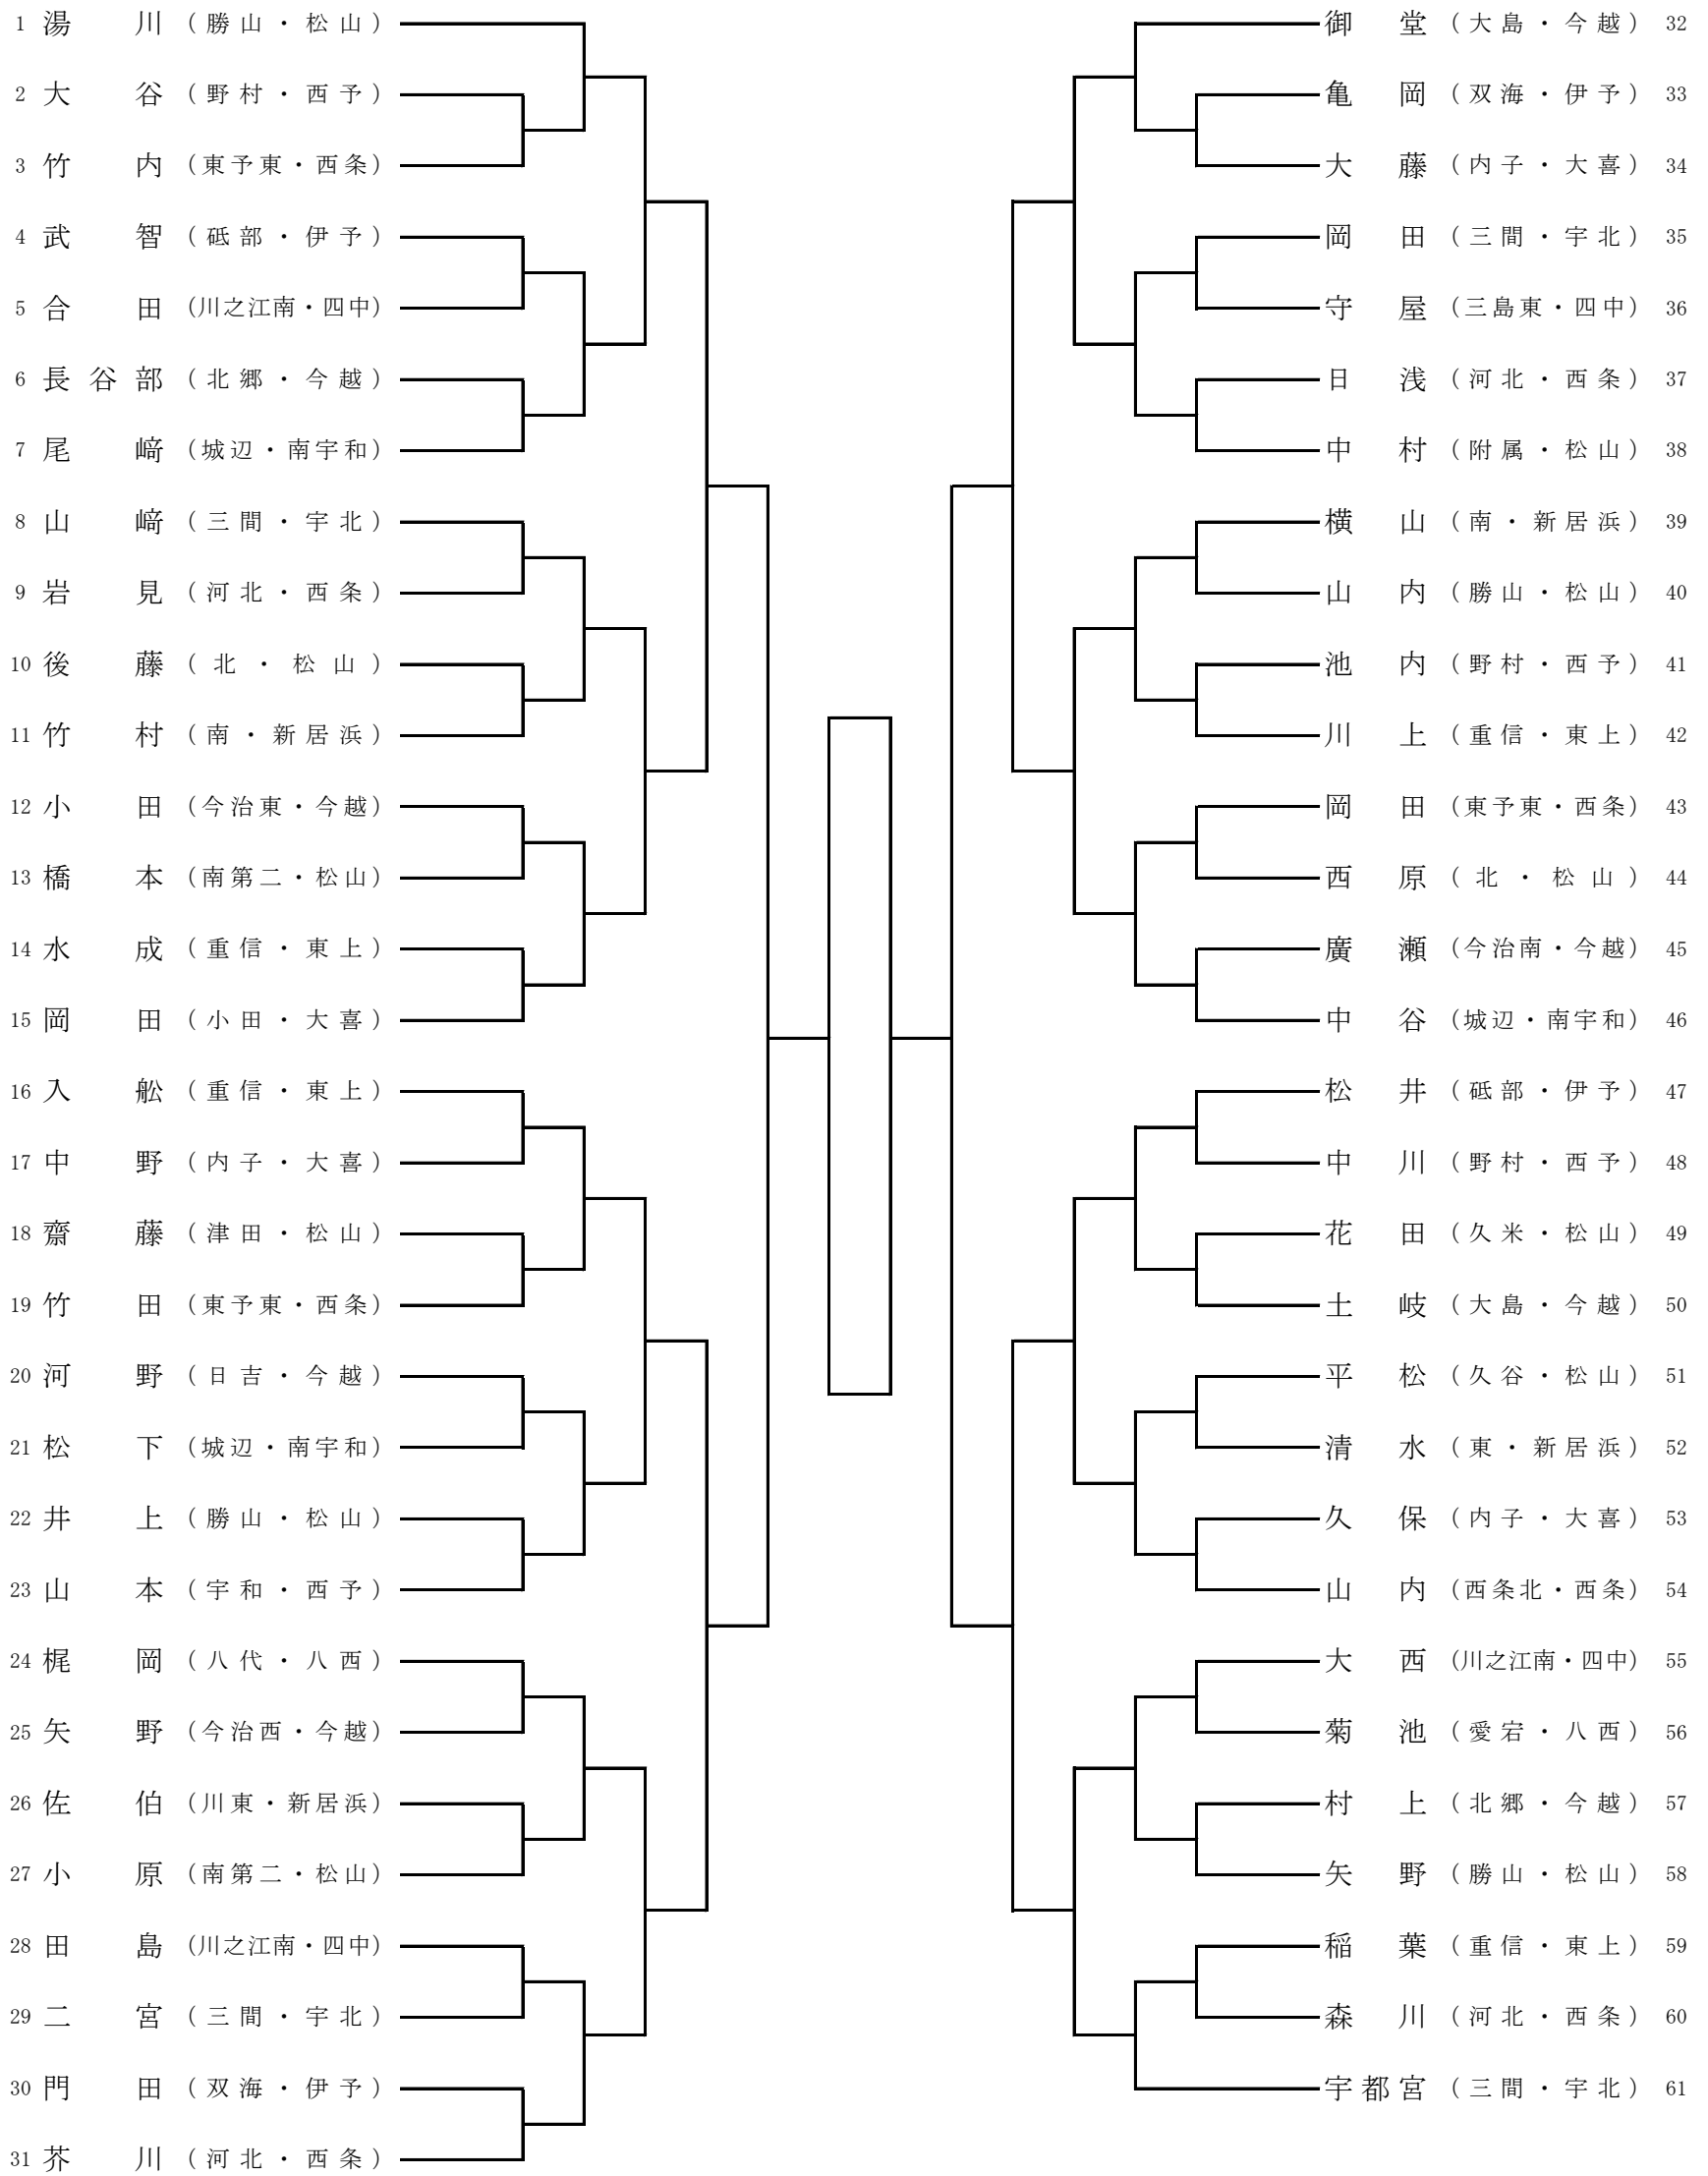 1 湯川 (勝山・松山)
2 大谷 (野村・西予)
3 竹内 (東予東・西条)
4 武智 (砥部・伊予)
5 合田 (川之江南・四中)
6 長谷部 (北郷・今越)
7 尾﨑 (城辺・南宇和)
8 山﨑 (三間・宇北)
9 岩見 (河北・西条)
10 後藤 (北・松山)
11 竹村 (南・新居浜)
12 小田 (今治東・今越)
13 橋本 (南第二・松山)
14 水成 (重信・東上)
15 岡田 (小田・大喜)
16 入舩 (重信・東上)
17 中野 (内子・大喜)
18 齋藤 (津田・松山)
19 竹田 (東予東・西条)
20 河野 (日吉・今越)
21 松下 (城辺・南宇和)
22 井上 (勝山・松山)
23 山本 (宇和・西予)
24 梶岡 (八代・八西)
25 矢野 (今治西・今越)
26 佐伯 (川東・新居浜)
27 小原 (南第二・松山)
28 田島 (川之江南・四中)
29 二宮 (三間・宇北)
30 門田 (双海・伊予)
31 芥川 (河北・西条)
御堂 (大島・今越) 32
亀岡 (双海・伊予) 33
大藤 (内子・大喜) 34
岡田 (三間・宇北) 35
守屋 (三島東・四中) 36
日浅 (河北・西条) 37
中村 (附属・松山) 38
横山 (南・新居浜) 39
山内 (勝山・松山) 40
池内 (野村・西予) 41
川上 (重信・東上) 42
岡田 (東予東・西条) 43
西原 (北・松山) 44
廣瀬 (今治南・今越) 45
中谷 (城辺・南宇和) 46
松井 (砥部・伊予) 47
中川 (野村・西予) 48
花田 (久米・松山) 49
土岐 (大島・今越) 50
平松 (久谷・松山) 51
清水 (東・新居浜) 52
久保 (内子・大喜) 53
山内 (西条北・西条) 54
大西 (川之江南・四中) 55
菊池 (愛宕・八西) 56
村上 (北郷・今越) 57
矢野 (勝山・松山) 58
稲葉 (重信・東上) 59
森川 (河北・西条) 60
宇都宮 (三間・宇北) 61